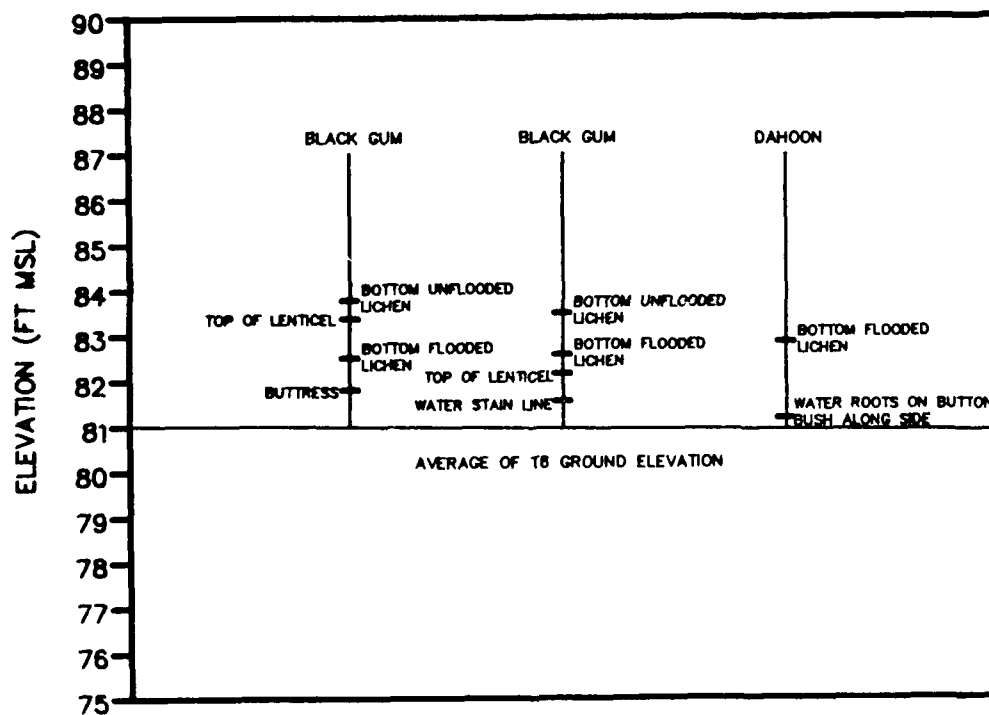 ELEVATION (FT MSL)
90
89
88
87
86
85
84
83
82
81
80
79
78
77
76
75
BLACK GUM
BOTTOM UNFLOODED
LICHEN
TOP OF LENTICEL
BOTTOM FLOODED
LICHEN
BUTTRESS
BLACK GUM
BOTTOM UNFLOODED
LICHEN
BOTTOM FLOODED
LICHEN
TOP OF LENTICEL
WATER STAIN LINE
DAHOON
BOTTOM FLOODED
LICHEN
WATER ROOTS ON BUTTON
BUSH ALONG SIDE
AVERAGE OF T6 GROUND ELEVATION